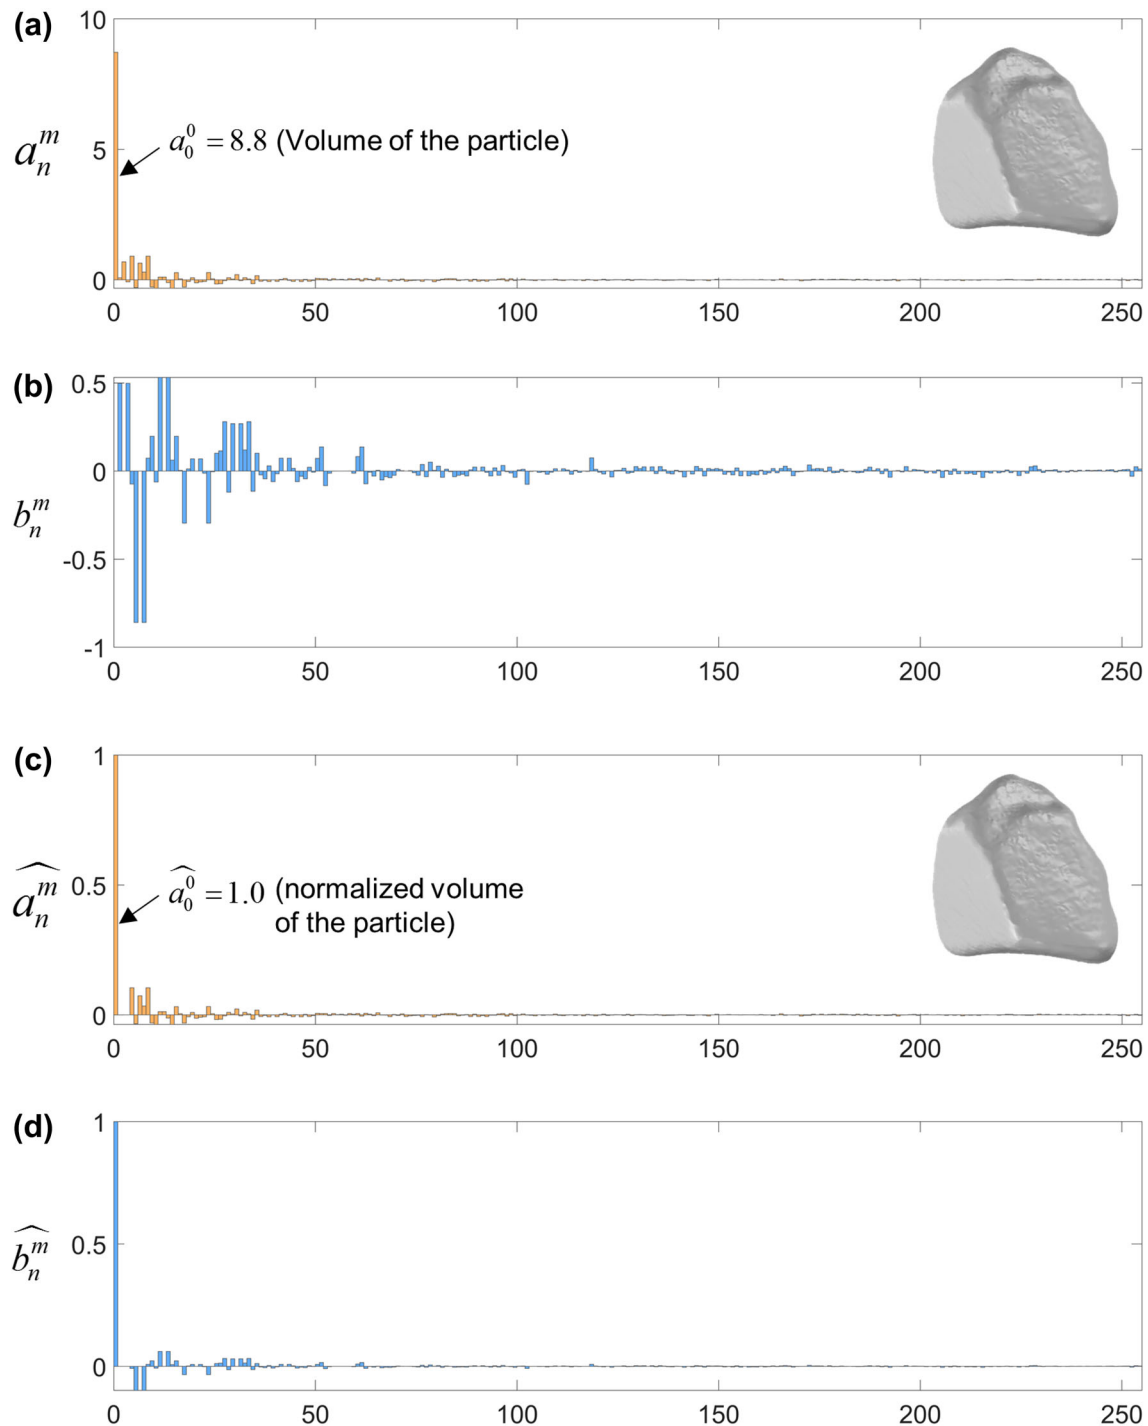 (a)
10
5
0
a_n^m
a_0^0 = 8.8 (Volume of the particle)
0 50 100 150 200 250
(b)
0.5
0
-0.5
-1
b_n^m
0 50 100 150 200 250
(c)
1
0.5
0
\widehat{a_n^m}
\widehat{a_0^0} = 1.0 (normalized volume
of the particle)
0 50 100 150 200 250
(d)
1
0.5
0
\widehat{b_n^m}
0 50 100 150 200 250